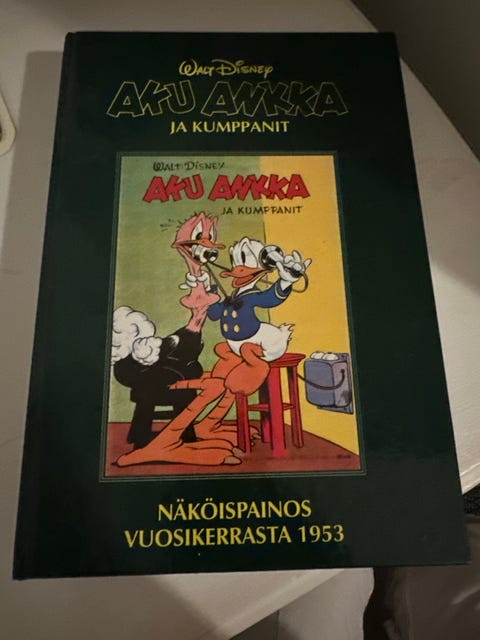 WALT DISNEY
AKU ANKKA
JA KUMPPANIT
WALT DISNEY
AKU ANKKA
JA KUMPPANIT
NÄKÖISPAINOS
VUOSIKERRASTA 1953